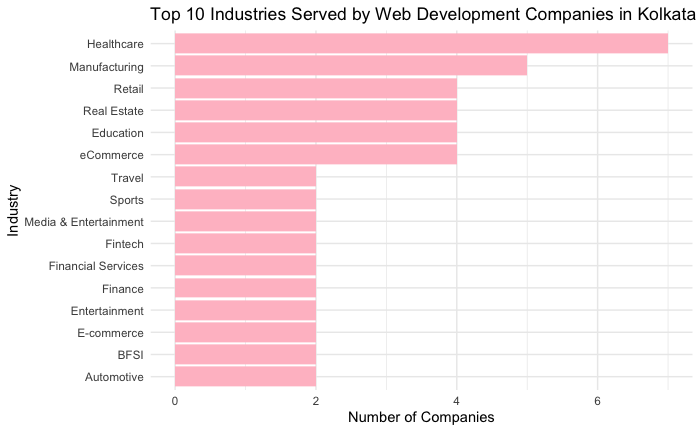 Top 10 Industries Served by Web Development Companies in Kolkata
Healthcare
Manufacturing
Retail
Real Estate
Education
eCommerce
Travel
Sports
Media & Entertainment
Fintech
Financial Services
Finance
Entertainment
E-commerce
BFSI
Automotive
Industry
0 2 4 6
Number of Companies